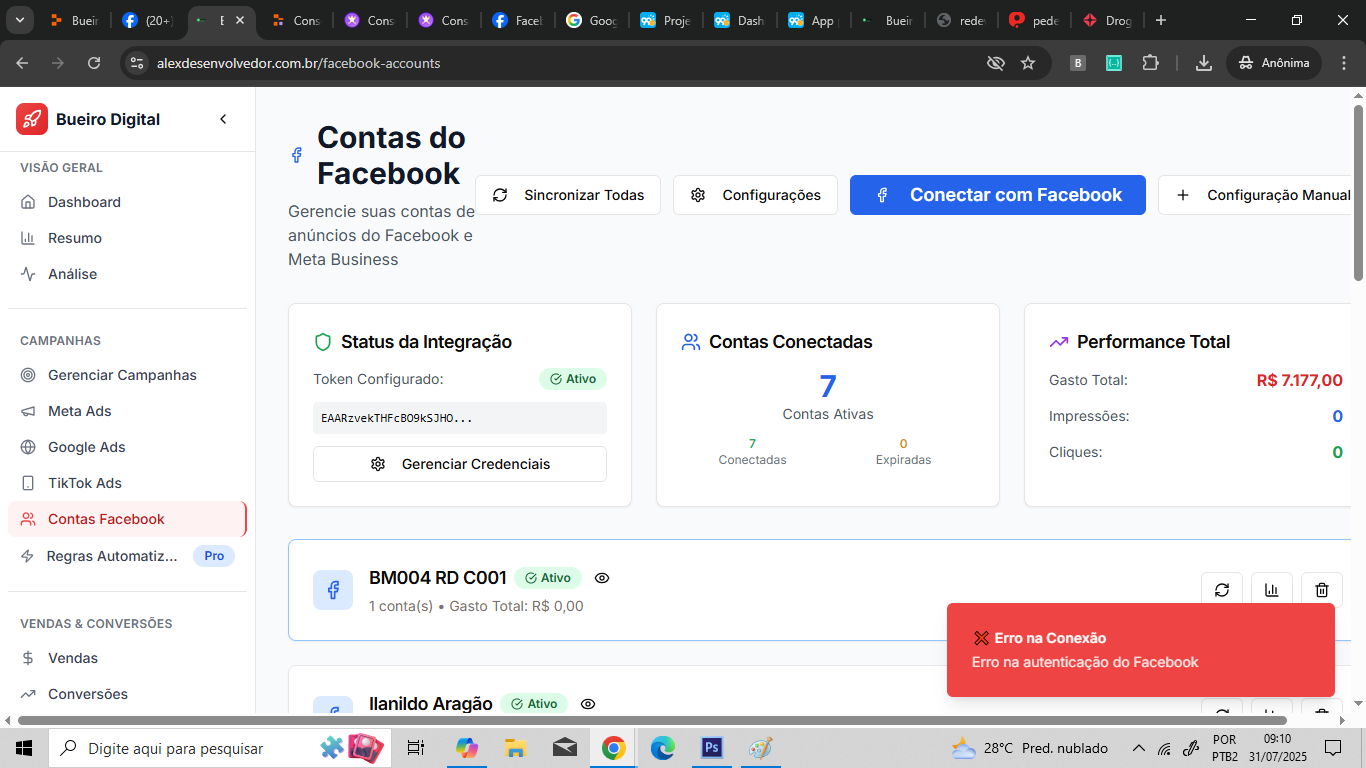 Bueir
(20+)
E
Cons
Cons
Cons
Facel
Goog
Proje
Dash
App
Bueir
rede
pede
Drog
alexdesenvolvedor.com.br/facebook-accounts
B
Anônima
Bueiro Digital
VISÃO GERAL
Dashboard
Resumo
Análise
CAMPANHAS
Gerenciar Campanhas
Meta Ads
Google Ads
TikTok Ads
Contas Facebook
Regras Automatiz...
Pro
VENDAS & CONVERSÕES
Vendas
Conversões
Contas do
Facebook
Gerencie suas contas de
anúncios do Facebook e
Meta Business
Sincronizar Todas
Configurações
Conectar com Facebook
Configuração Manual
Status da Integração
Token Configurado:
Ativo
EAARzvekTHFcBO9kSJHO...
Gerenciar Credenciais
Contas Conectadas
7
Contas Ativas
7
Conectadas
0
Expiradas
Performance Total
Gasto Total:
R$ 7.177,00
Impressões:
0
Cliques:
0
BM004 RD C001
Ativo
1 conta(s) • Gasto Total: R$ 0,00
Ilanildo Aragão
Ativo
Erro na Conexão
Erro na autenticação do Facebook
Digite aqui para pesquisar
Ps
28°C Pred. nublado
POR
PTB2
09:10
31/07/2025